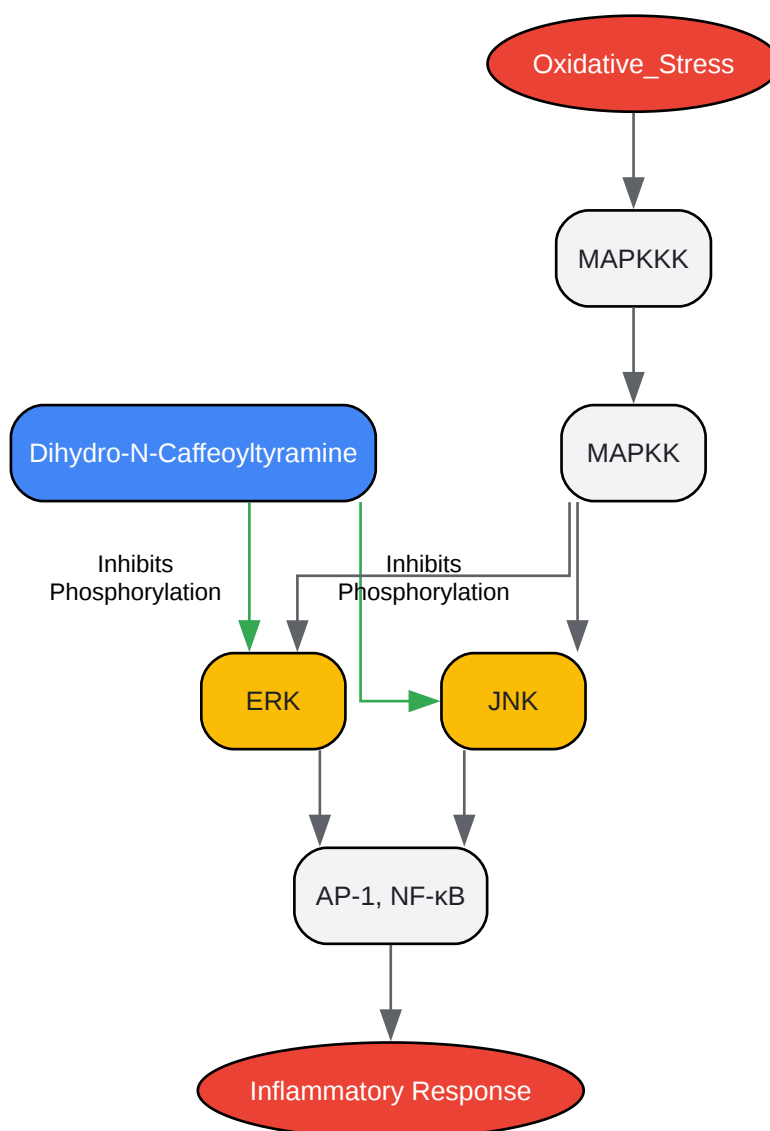 Oxidative_Stress
MAPKKK
Dihydro-N-Caffeoyltyramine
MAPKK
Inhibits
Phosphorylation
Inhibits
Phosphorylation
ERK
JNK
AP-1, NF-κB
Inflammatory Response